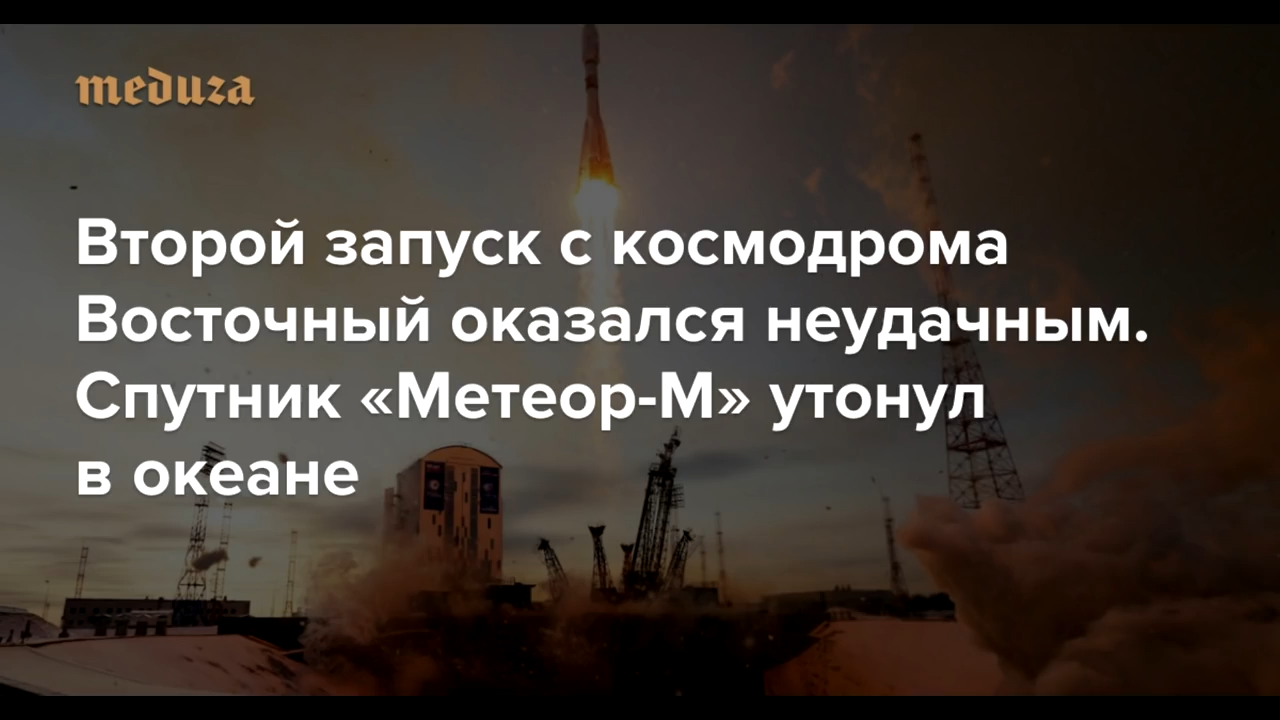 meduza
Второй запуск с космодрома
Восточный оказался неудачным.
Спутник «Метеор-М» утонул
в океане